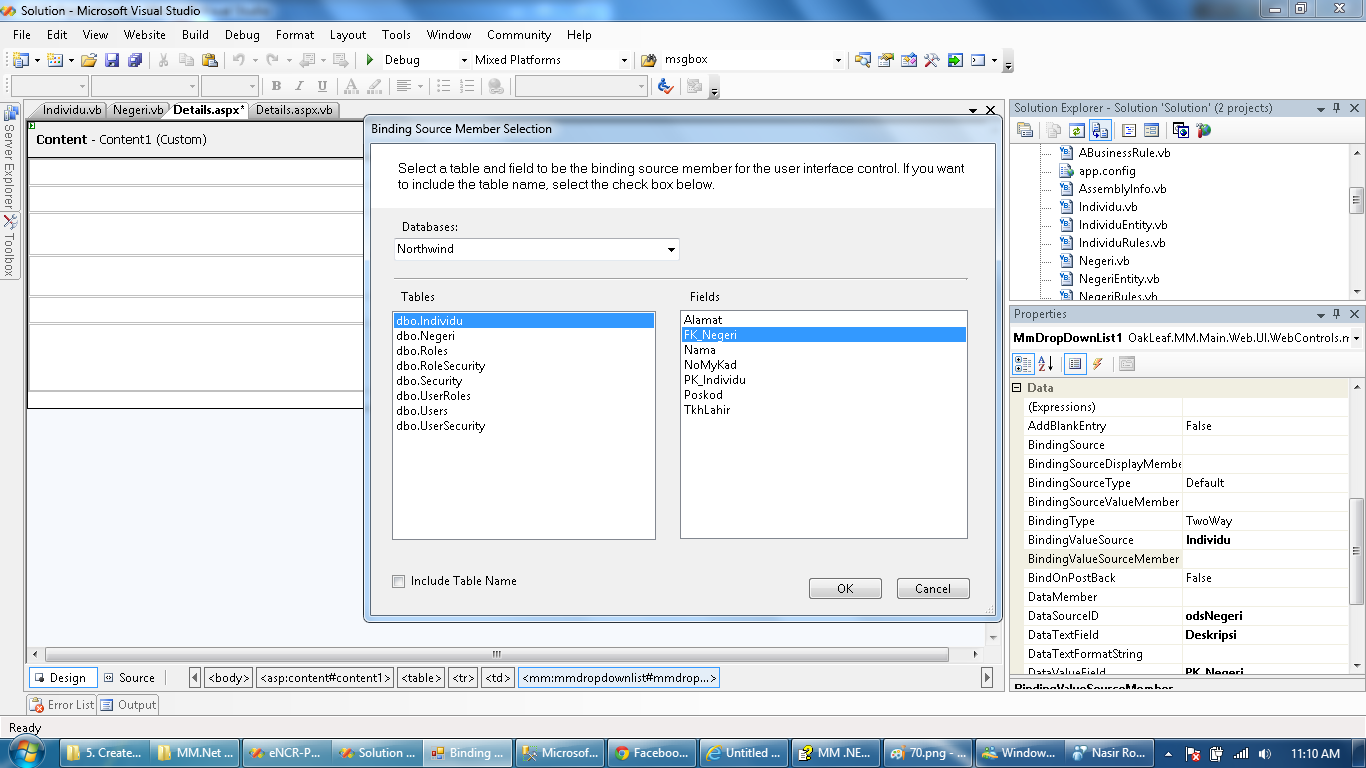 Solution - Microsoft Visual Studio
File Edit View Website Build Debug Format Layout Tools Window Community Help
Debug Mixed Platforms msgbox
Individu.vb Negeri.vb Details.aspx* Details.aspx.vb
Server Explorer
Toolbox
Content - Content1 (Custom)
Binding Source Member Selection
Select a table and field to be the binding source member for the user interface control. If you want
to include the table name, select the check box below.
Databases:
Northwind
Tables
dbo.Individu
dbo.Negeri
dbo.Roles
dbo.RoleSecurity
dbo.Security
dbo.UserRoles
dbo.Users
dbo.UserSecurity
Fields
Alamat
FK_Negeri
Nama
NoMyKad
PK_Individu
Poskod
TkhLahir
Include Table Name
OK Cancel
Solution Explorer - Solution 'Solution' (2 projects)
ABusinessRule.vb
app.config
AssemblyInfo.vb
Individu.vb
IndividuEntity.vb
IndividuRules.vb
Negeri.vb
NegeriEntity.vb
NegeriRules.vb
Properties
MmDropDownList1 OakLeaf.MM.Main.Web.UI.WebControls.m
Data
(Expressions)
AddBlankEntry False
BindingSource
BindingSourceDisplayMembe
BindingSourceType Default
BindingSourceValueMember
BindingType TwoWay
BindingValueSource Individu
BindingValueSourceMember
BindOnPostBack False
DataMember
DataSourceID odsNegeri
DataTextField Deskripsi
DataTextFormatString
DataValueField PK_Negeri
BindingValueSourceMember
Design Source <body> <asp:content#content1> <table> <tr> <td> <mm:mmdropdownlist#mmdrop...>
Error List Output
Ready
5. Create... MM.Net ... eNCR-P... Solution ... Binding ... Microsof... Faceboo... Untitled ... MM .NE... 70.png - ... Window... Nasir Ro... 11:10 AM